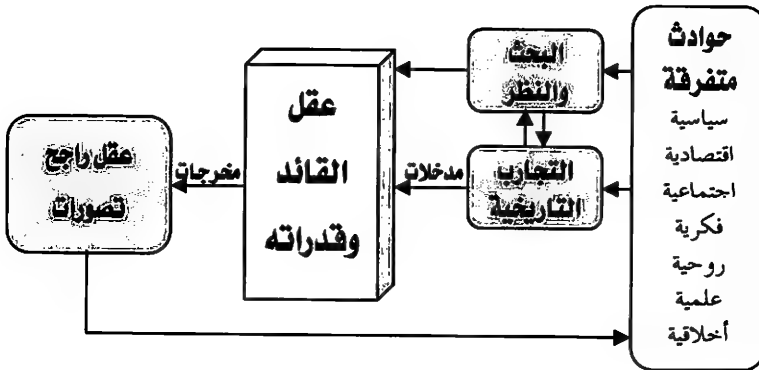 حوادث
متفرقة
سياسية
اقتصادية
اجتماعية
فكرية
روحية
علمية
أخلاقية
البحث
والنظر
التجارب
التاريخية
مدخلات
عقل
القائد
وقدراته
مخرجات
عقل راجح
تصورات